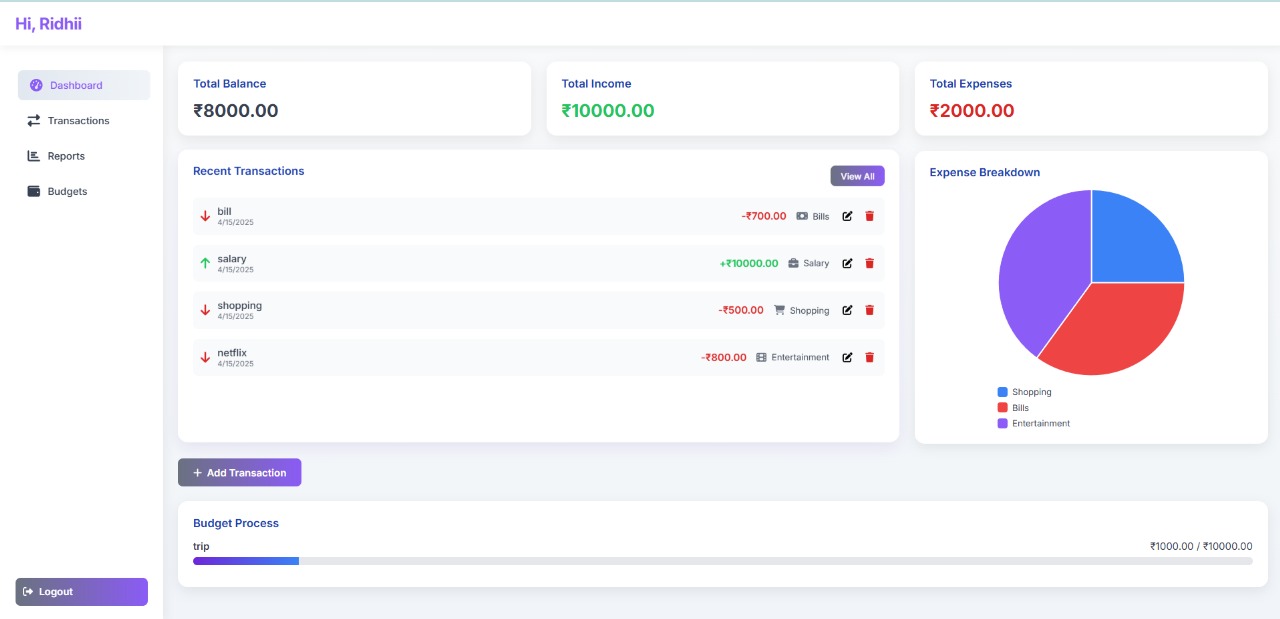 Hi, Ridhii
Dashboard
Transactions
Reports
Budgets
Logout
Total Balance
₹8000.00
Total Income
₹10000.00
Total Expenses
₹2000.00
Recent Transactions
View All
bill
4/15/2025
-₹700.00 Bills
salary
4/15/2025
+₹10000.00 Salary
shopping
4/15/2025
-₹500.00 Shopping
netflix
4/15/2025
-₹800.00 Entertainment
Expense Breakdown
Shopping
Bills
Entertainment
+ Add Transaction
Budget Process
trip ₹1000.00 / ₹10000.00